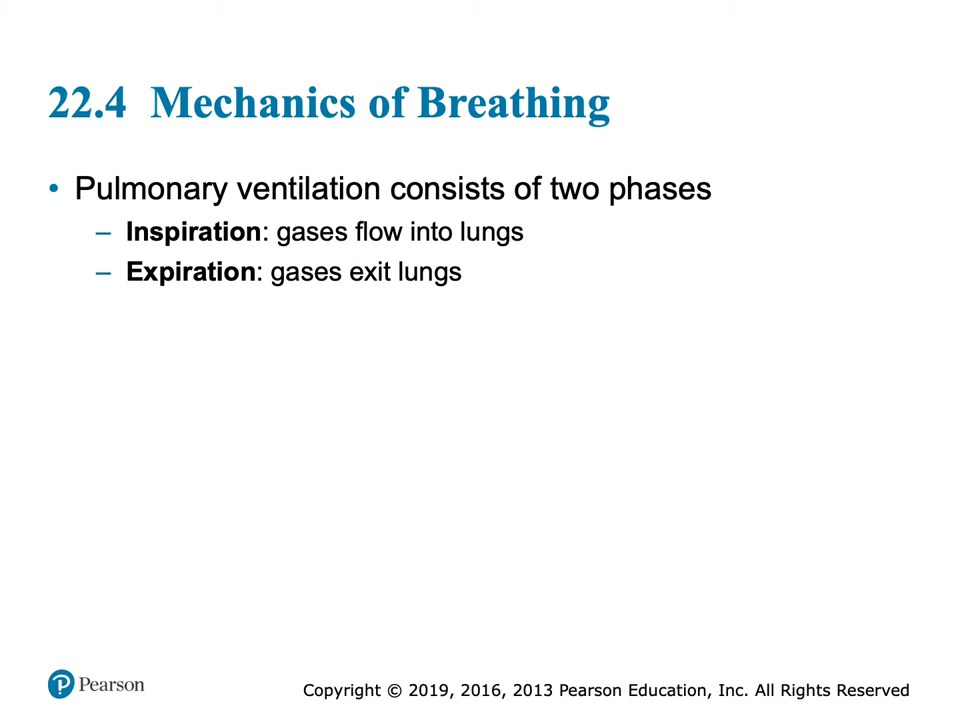 22.4 Mechanics of Breathing
• Pulmonary ventilation consists of two phases
– Inspiration: gases flow into lungs
– Expiration: gases exit lungs
P Pearson
Copyright © 2019, 2016, 2013 Pearson Education, Inc. All Rights Reserved